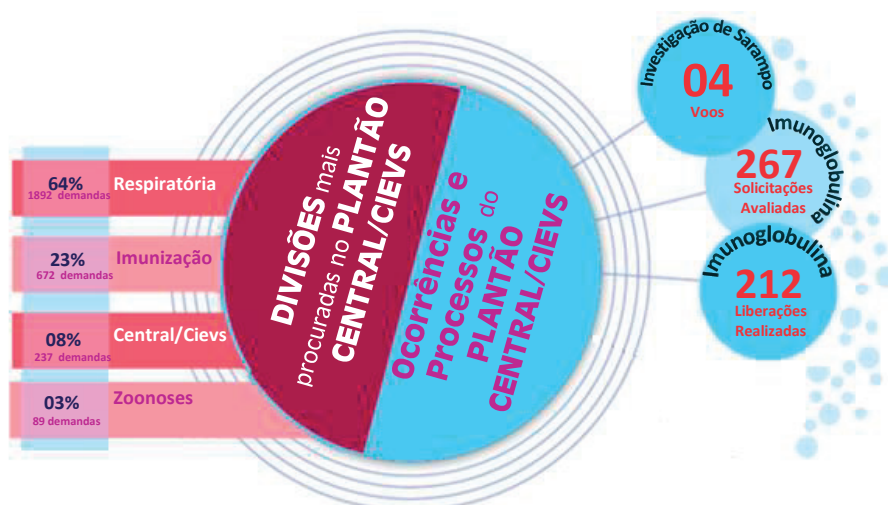 64%
1892 demandas
Respiratória
23%
672 demandas
Imunização
08%
237 demandas
Central/Cievs
03%
89 demandas
Zoonoses
DIVISÕES mais
procuradas no PLANTÃO
CENTRAL/CIEVS
Ocorrências e
Processos do
PLANTÃO
CENTRAL/CIEVS
Investigação de Sarampo
04
Voos
Imunoglobulina
267
Solicitações
Avaliadas
Imunoglobulina
212
Liberações
Realizadas